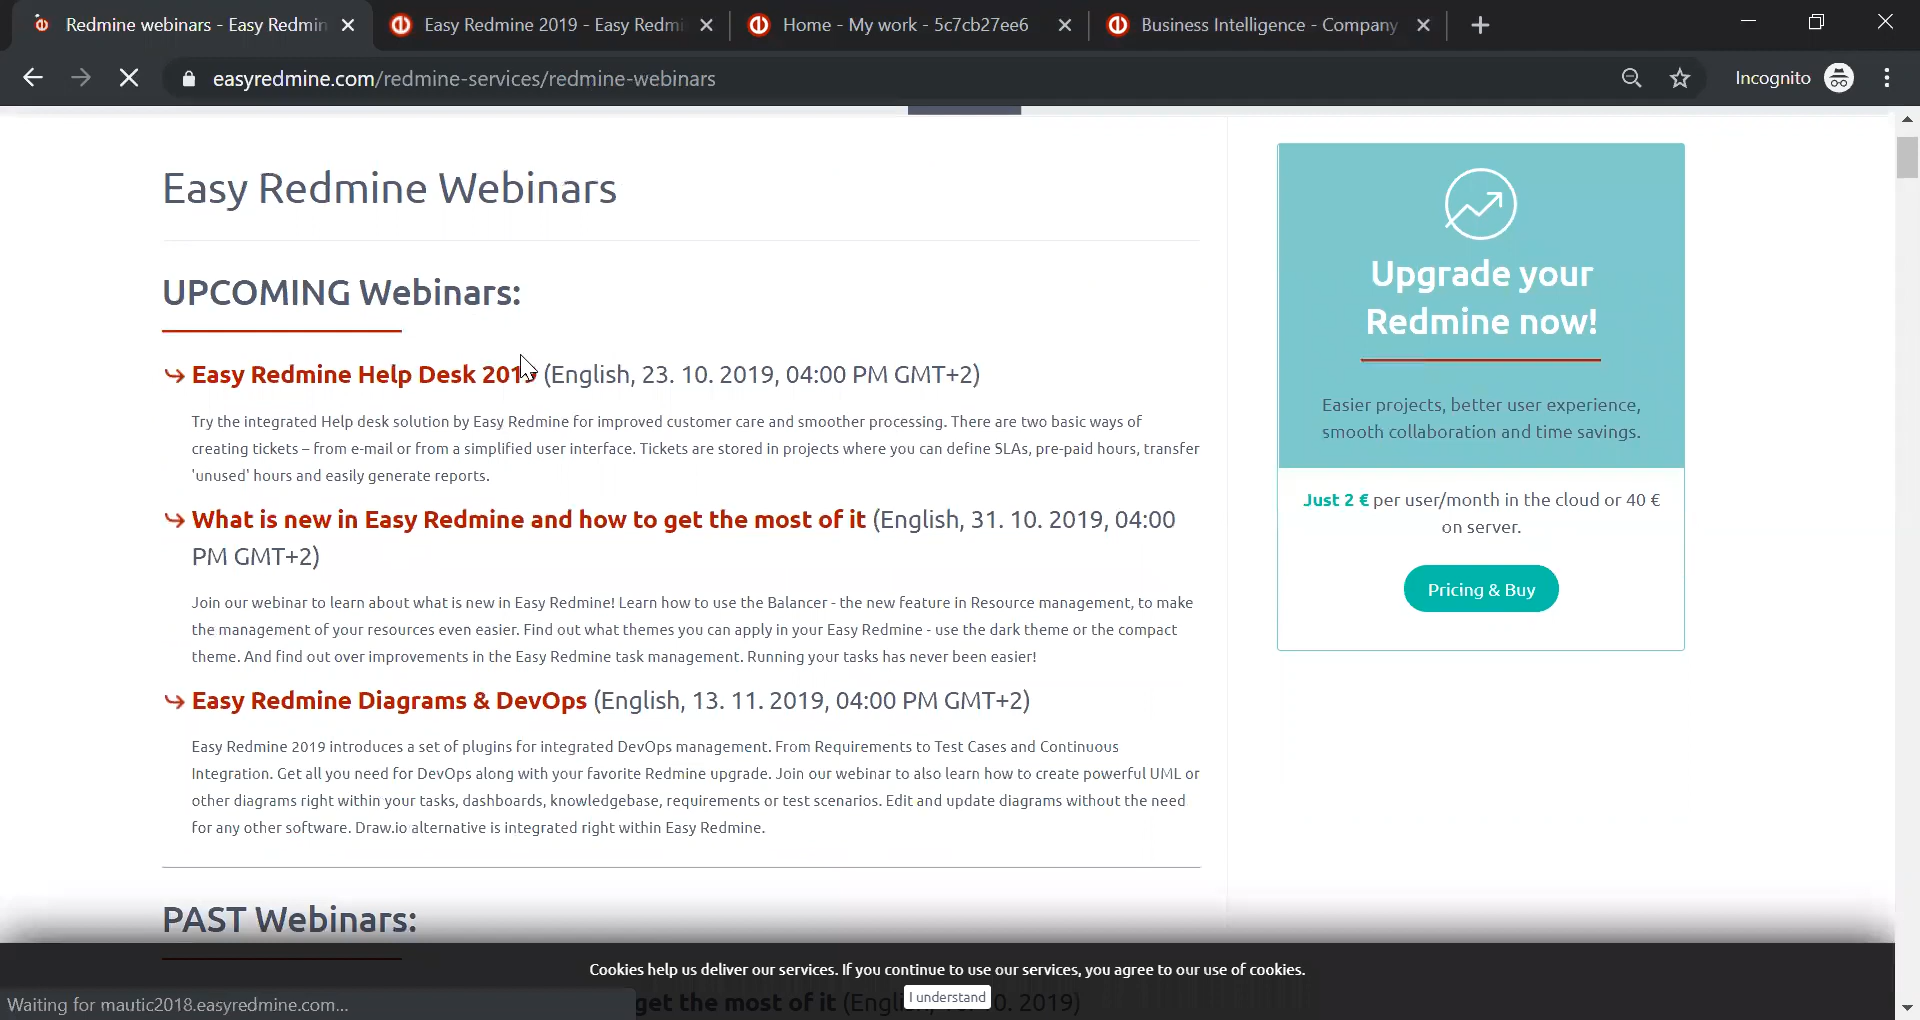 Redmine webinars - Easy Redmin
Easy Redmine 2019 - Easy Redmi
Home - My work - 5c7cb27ee6
Business Intelligence - Company
easyredmine.com/redmine-services/redmine-webinars
Incognito
Easy Redmine Webinars
UPCOMING Webinars:
Easy Redmine Help Desk 2019 (English, 23. 10. 2019, 04:00 PM GMT+2)
Try the integrated Help desk solution by Easy Redmine for improved customer care and smoother processing. There are two basic ways of
creating tickets – from e-mail or from a simplified user interface. Tickets are stored in projects where you can define SLAs, pre-paid hours, transfer
'unused' hours and easily generate reports.
What is new in Easy Redmine and how to get the most of it (English, 31. 10. 2019, 04:00
PM GMT+2)
Join our webinar to learn about what is new in Easy Redmine! Learn how to use the Balancer - the new feature in Resource management, to make
the management of your resources even easier. Find out what themes you can apply in your Easy Redmine - use the dark theme or the compact
theme. And find out over improvements in the Easy Redmine task management. Running your tasks has never been easier!
Easy Redmine Diagrams & DevOps (English, 13. 11. 2019, 04:00 PM GMT+2)
Easy Redmine 2019 introduces a set of plugins for integrated DevOps management. From Requirements to Test Cases and Continuous
Integration. Get all you need for DevOps along with your favorite Redmine upgrade. Join our webinar to also learn how to create powerful UML or
other diagrams right within your tasks, dashboards, knowledgebase, requirements or test scenarios. Edit and update diagrams without the need
for any other software. Draw.io alternative is integrated right within Easy Redmine.
PAST Webinars:
Upgrade your
Redmine now!
Easier projects, better user experience,
smooth collaboration and time savings.
Just 2 € per user/month in the cloud or 40 €
on server.
Pricing & Buy
Cookies help us deliver our services. If you continue to use our services, you agree to our use of cookies.
I understand
get the most of it (Engl 0. 2019)
Waiting for mautic2018.easyredmine.com...